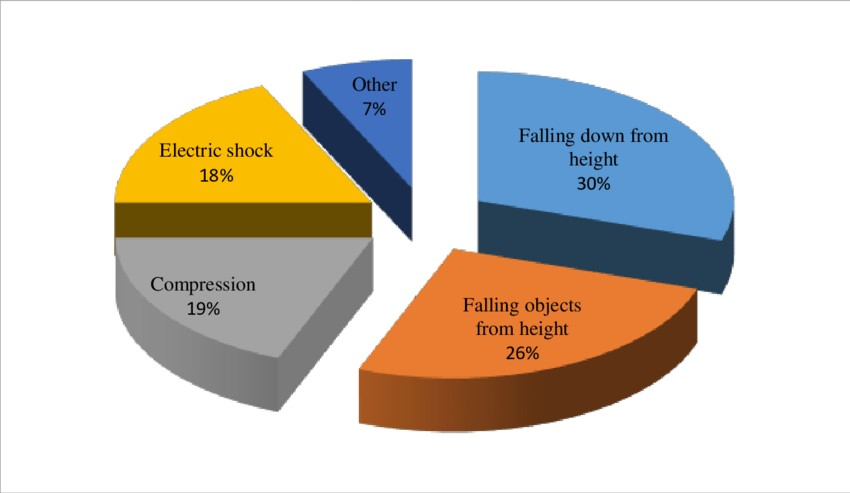 Other
7%
Falling down from
height
30%
Electric shock
18%
Compression
19%
Falling objects
from height
26%